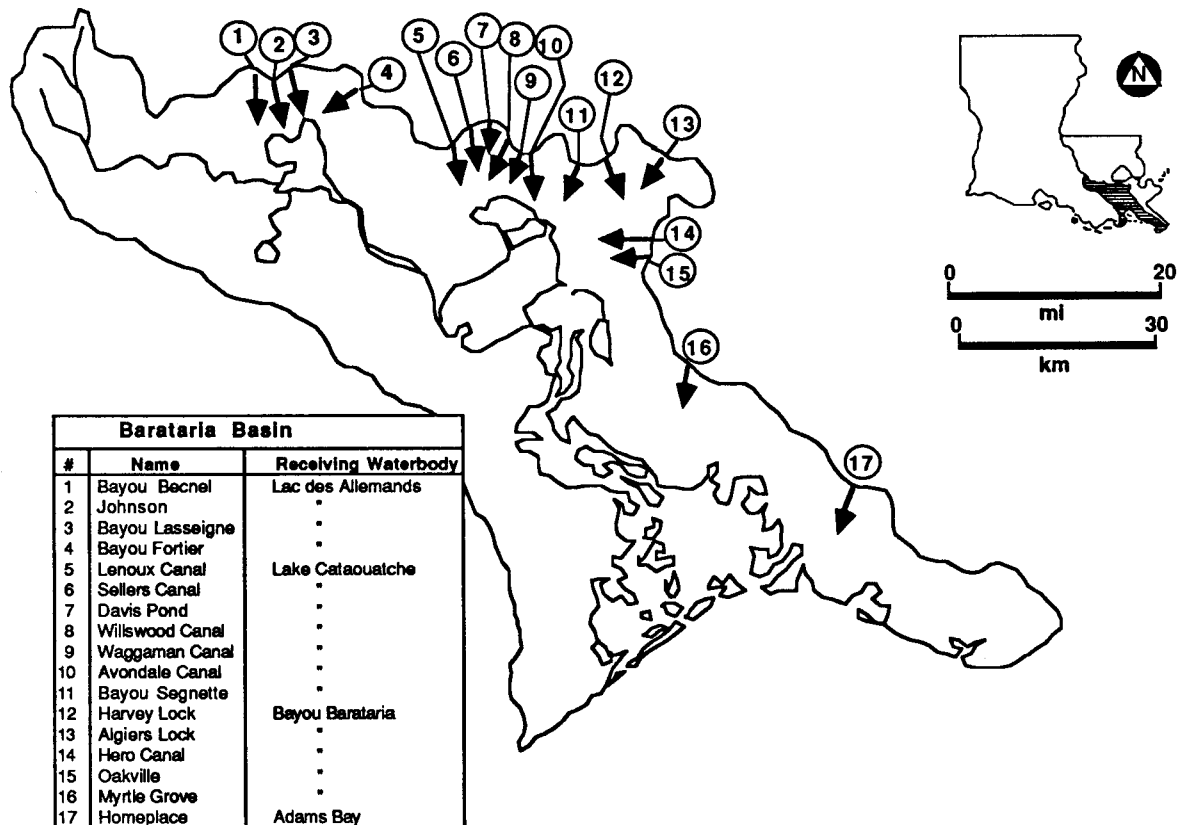 1 2 3 4 5 6 7 8 9 10 11 12 13 14 15 16 17
N
0 20
mi
0 30
km
Barataria Basin
# Name Receiving Waterbody
1 Bayou Becnel Lac des Allemands
2 Johnson "
3 Bayou Lasseigne "
4 Bayou Fortier "
5 Lenoux Canal Lake Cataouatche
6 Sellers Canal "
7 Davis Pond "
8 Willswood Canal "
9 Waggaman Canal "
10 Avondale Canal "
11 Bayou Segnette "
12 Harvey Lock Bayou Barataria
13 Algiers Lock "
14 Hero Canal "
15 Oakville "
16 Myrtle Grove "
17 Homeplace Adams Bay